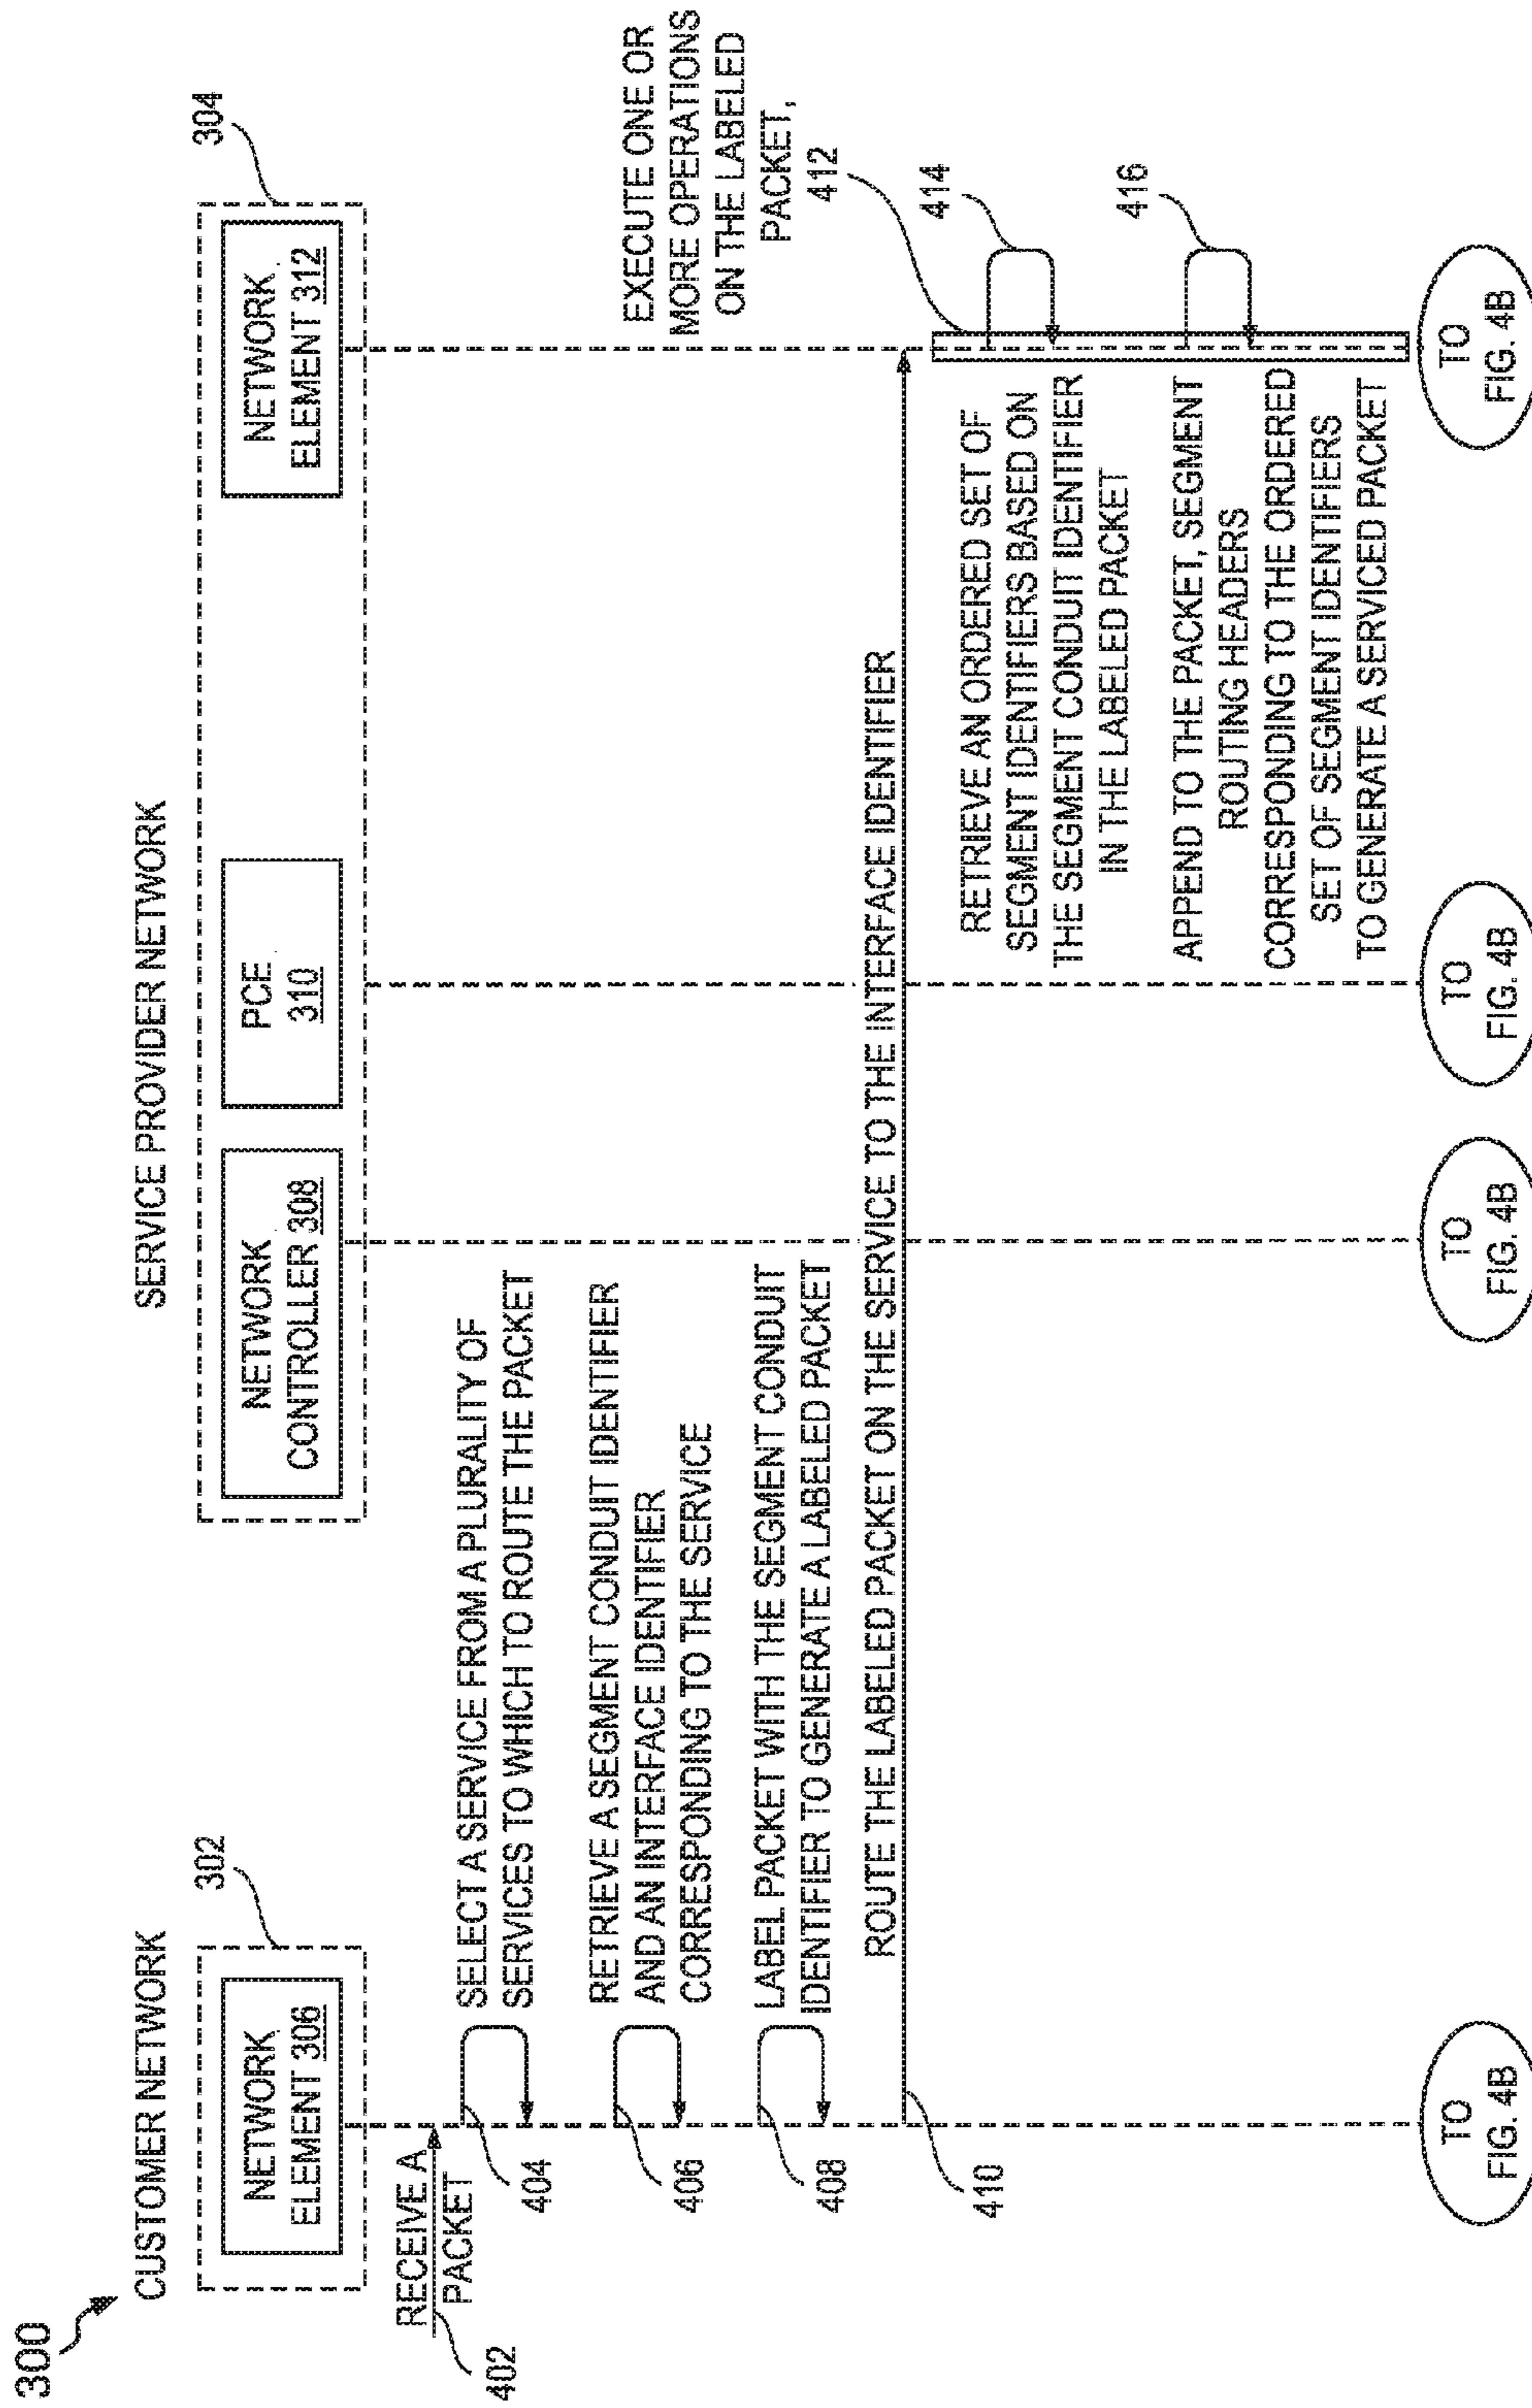 300
CUSTOMER NETWORK
302
NETWORK
ELEMENT 306
SERVICE PROVIDER NETWORK
304
NETWORK
CONTROLLER 308
PCE
310
NETWORK
ELEMENT 312
RECEIVE A
PACKET
402
404
SELECT A SERVICE FROM A PLURALITY OF
SERVICES TO WHICH TO ROUTE THE PACKET
406
RETRIEVE A SEGMENT CONDUIT IDENTIFIER
AND AN INTERFACE IDENTIFIER
CORRESPONDING TO THE SERVICE
408
LABEL PACKET WITH THE SEGMENT CONDUIT
IDENTIFIER TO GENERATE A LABELED PACKET
ROUTE THE LABELED PACKET ON THE SERVICE TO THE INTERFACE IDENTIFIER
410
EXECUTE ONE OR
MORE OPERATIONS
ON THE LABELED
PACKET,
412
RETRIEVE AN ORDERED SET OF
SEGMENT IDENTIFIERS BASED ON
THE SEGMENT CONDUIT IDENTIFIER
IN THE LABELED PACKET
414
APPEND TO THE PACKET, SEGMENT
ROUTING HEADERS
CORRESPONDING TO THE ORDERED
SET OF SEGMENT IDENTIFIERS
TO GENERATE A SERVICED PACKET
416
TO
FIG. 4B
TO
FIG. 4B
TO
FIG. 4B
TO
FIG. 4B